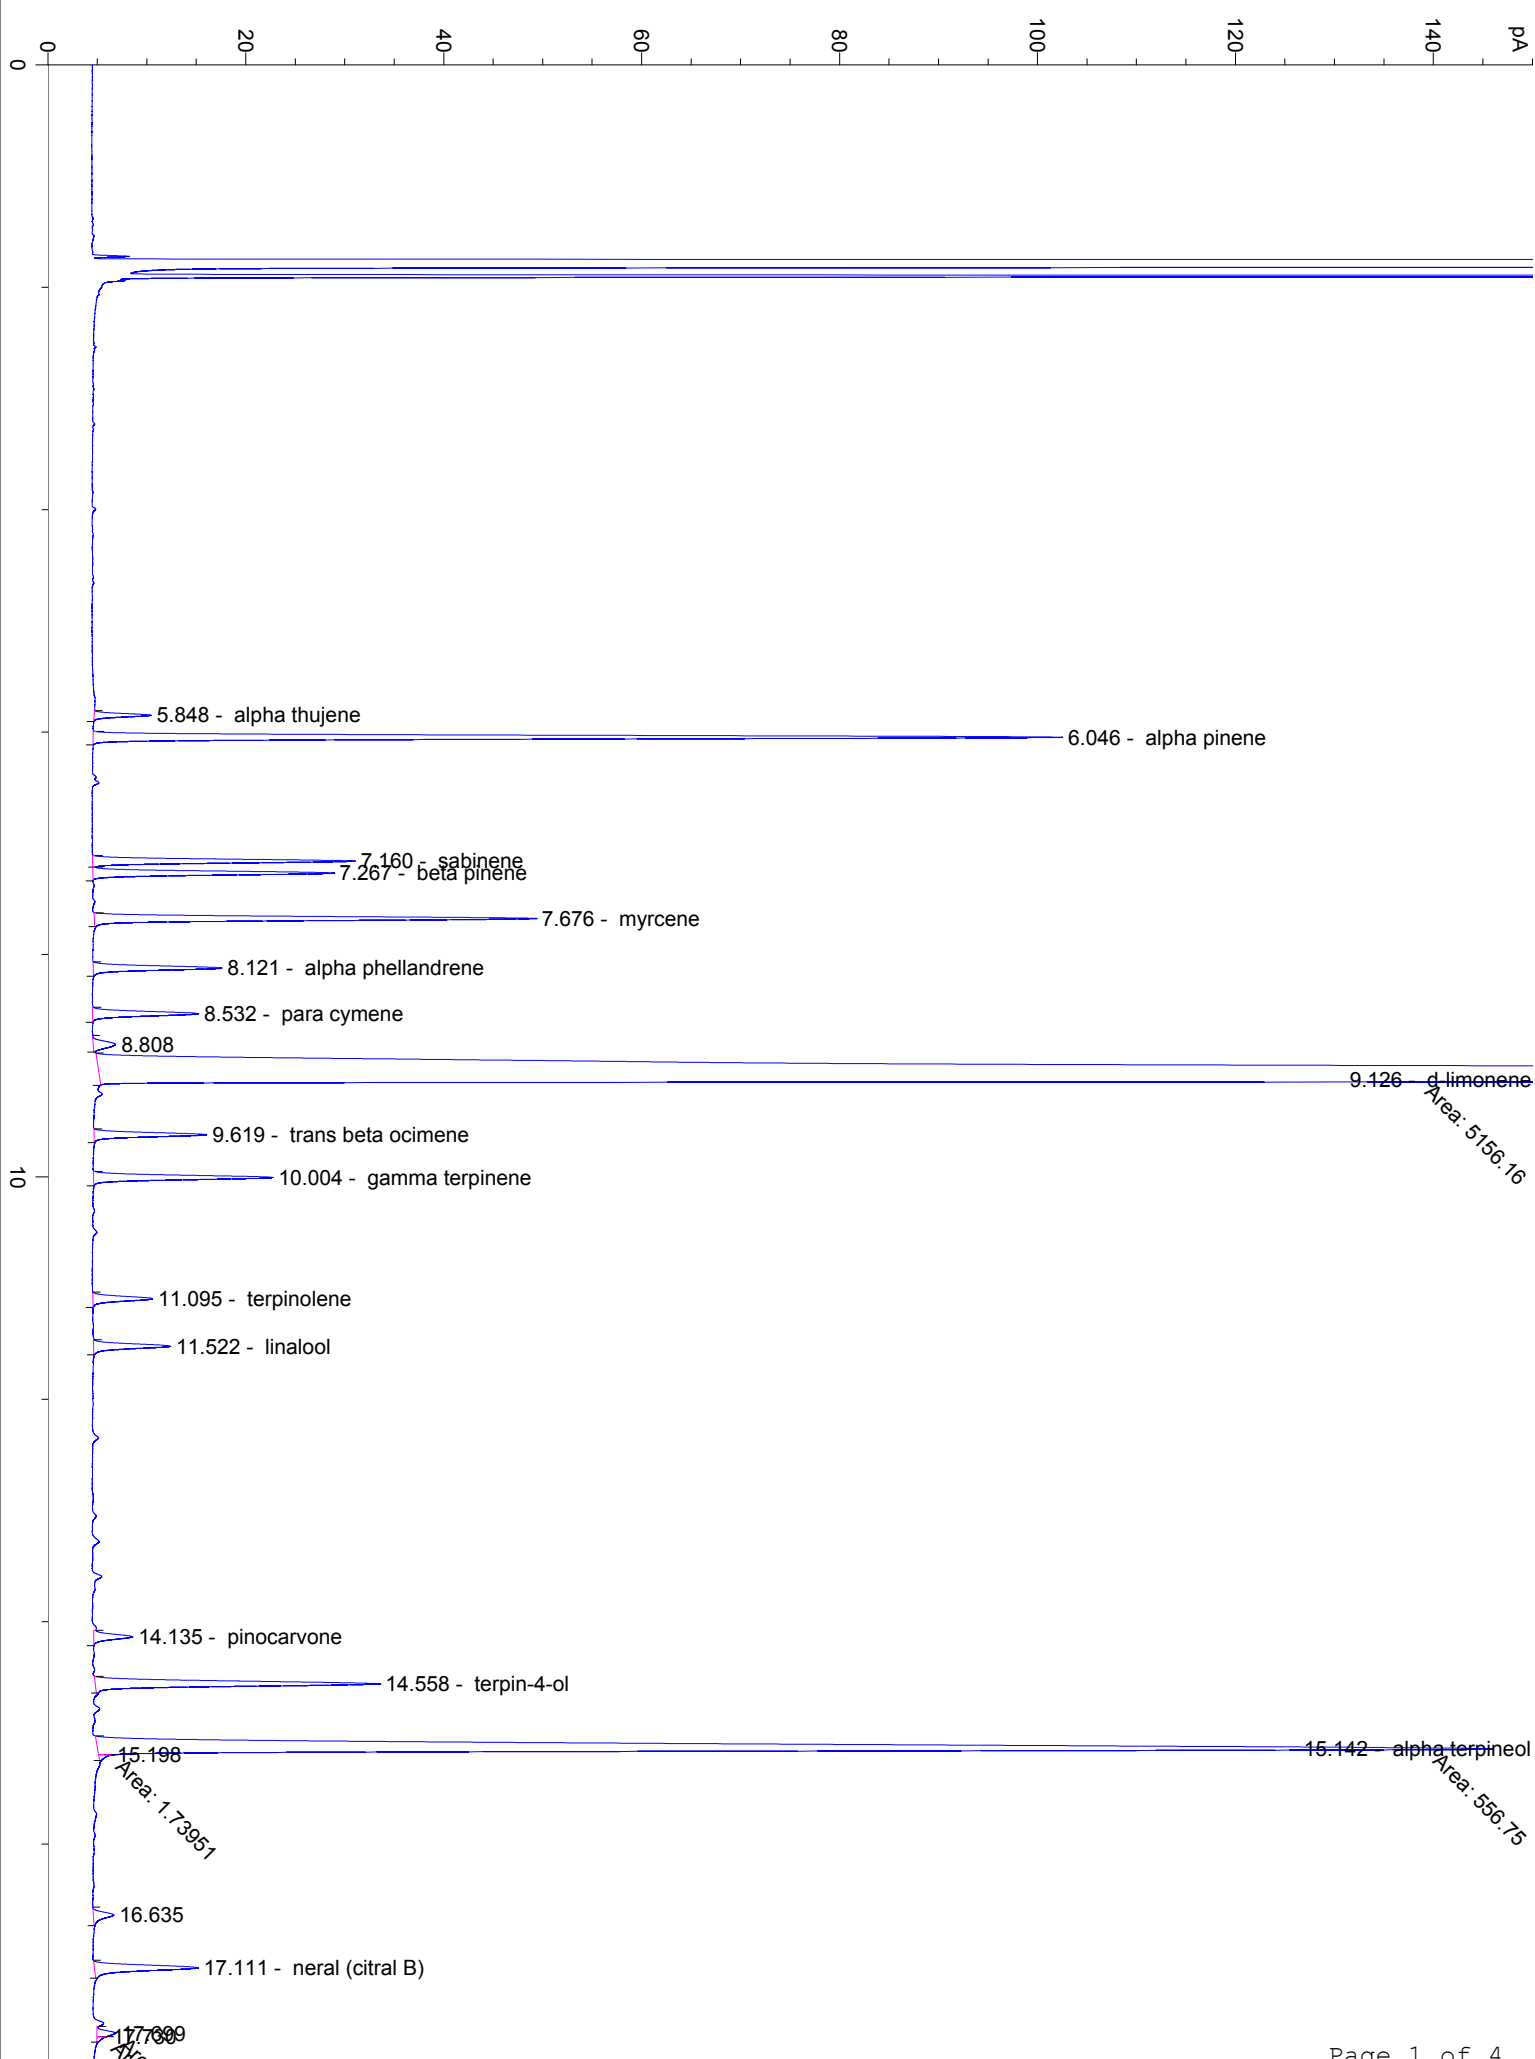 0
20
40
60
80
100
120
140
pA
0
5.848 - alpha thujene
6.046 - alpha pinene
7.160 - sabinene
7.267 - beta pinene
7.676 - myrcene
8.121 - alpha phellandrene
8.532 - para cymene
8.808
9.126 - d-limonene
Area: 5156.16
9.619 - trans beta ocimene
10
10.004 - gamma terpinene
11.095 - terpinolene
11.522 - linalool
14.135 - pinocarvone
14.558 - terpin-4-ol
15.142 - alpha terpineol
Area: 556.75
15.198
Area: 1.73951
16.635
17.111 - neral (citral B)
17.699
17.730
Page 1 of 4